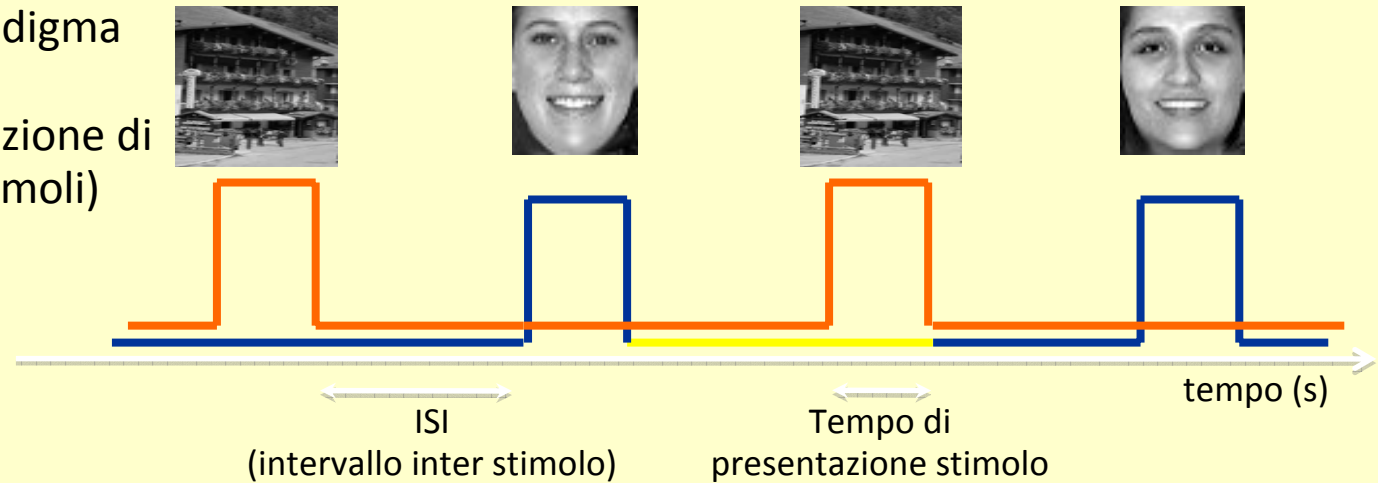 digma
zione di
moli)
tempo (s)
ISI
(intervallo inter stimolo)
Tempo di
presentazione stimolo